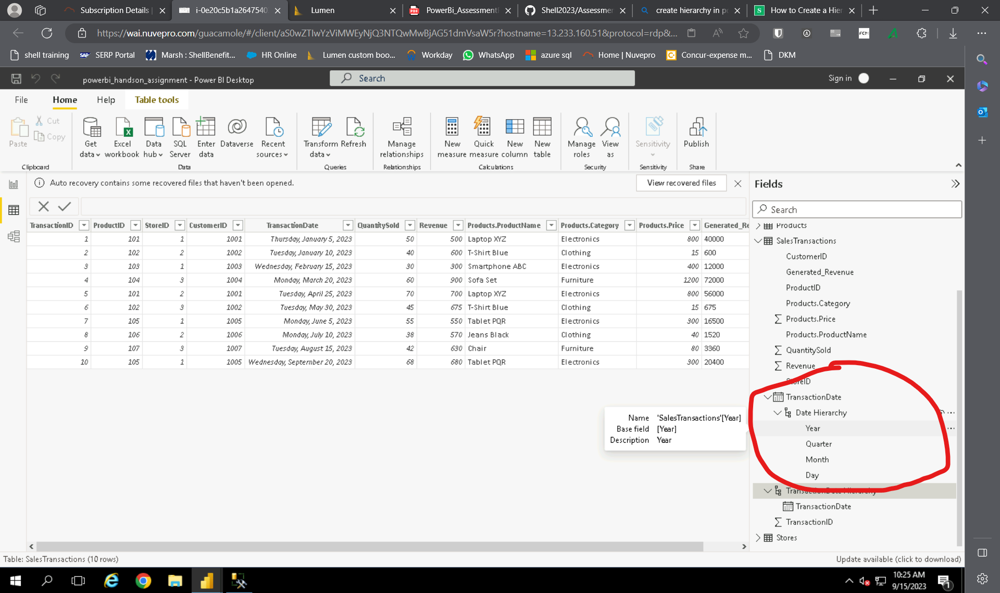 Subscription Details |
i-0e20c5b1a2647540
Lumen
PowerBi_Assessment
Shell2023/Assessmer
create hierarchy in p
How to Create a Hier
https://wai.nuvepro.com/guacamole/#/client/aS0wZTIwYzViMWEyNjQ3NTQwMwBjAG51dmVsaW5r?hostname=13.233.160.51&protocol=rdp&...
shell training
SERP Portal
Marsh : ShellBenefit...
HR Online
Lumen custom boo...
Workday
WhatsApp
azure sql
Home | Nuvepro
Concur-expense m...
DKM
powerbi_handson_assignment - Power BI Desktop
Search
Sign in
File Home Help Table tools
Paste
Cut
Copy
Clipboard
Get data
Excel workbook
Data hub
SQL Server
Enter data
Dataverse
Recent sources
Data
Transform data
Refresh
Queries
Manage relationships
Relationships
New measure
Quick measure
New column
New table
Calculations
Manage roles
View as
Security
Sensitivity
Sensitivity
Publish
Share
Auto recovery contains some recovered files that haven't been opened.
View recovered files
TransactionID ProductID StoreID CustomerID TransactionDate QuantitySold Revenue Products.ProductName Products.Category Products.Price Generated_Re
1 101 1 1001 Thursday, January 5, 2023 50 500 Laptop XYZ Electronics 800 40000
2 102 2 1002 Tuesday, January 10, 2023 40 600 T-Shirt Blue Clothing 15 600
3 103 1 1003 Wednesday, February 15, 2023 30 300 Smartphone ABC Electronics 400 12000
4 104 3 1004 Monday, March 20, 2023 60 900 Sofa Set Furniture 1200 72000
5 101 2 1001 Tuesday, April 25, 2023 70 700 Laptop XYZ Electronics 800 56000
6 102 3 1002 Tuesday, May 30, 2023 45 675 T-Shirt Blue Clothing 15 675
7 105 1 1005 Monday, June 5, 2023 55 550 Tablet PQR Electronics 300 16500
8 106 2 1006 Monday, July 10, 2023 38 570 Jeans Black Clothing 40 1520
9 107 3 1007 Tuesday, August 15, 2023 42 630 Chair Furniture 80 3360
10 105 1 1005 Wednesday, September 20, 2023 68 680 Tablet PQR Electronics 300 20400
Name 'SalesTransactions'[Year]
Base field [Year]
Description Year
Fields
Search
Products
SalesTransactions
CustomerID
Generated_Revenue
ProductID
Products.Category
Products.Price
Products.ProductName
QuantitySold
Revenue
StoreID
TransactionDate
Date Hierarchy
Year
Quarter
Month
Day
TransactionDate Hierarchy
TransactionDate
TransactionID
Stores
Table: SalesTransactions (10 rows)
Update available (click to download)
10:25 AM
9/15/2023
1